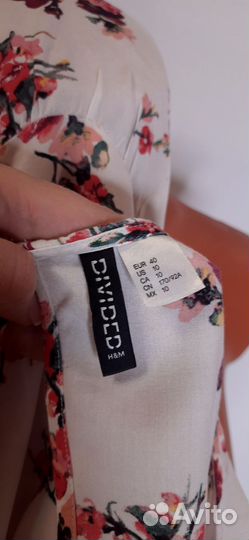 DIVIDED
H&M
EUR 40
US 10
CA 10
CN 170/92A
MX 10
Avito